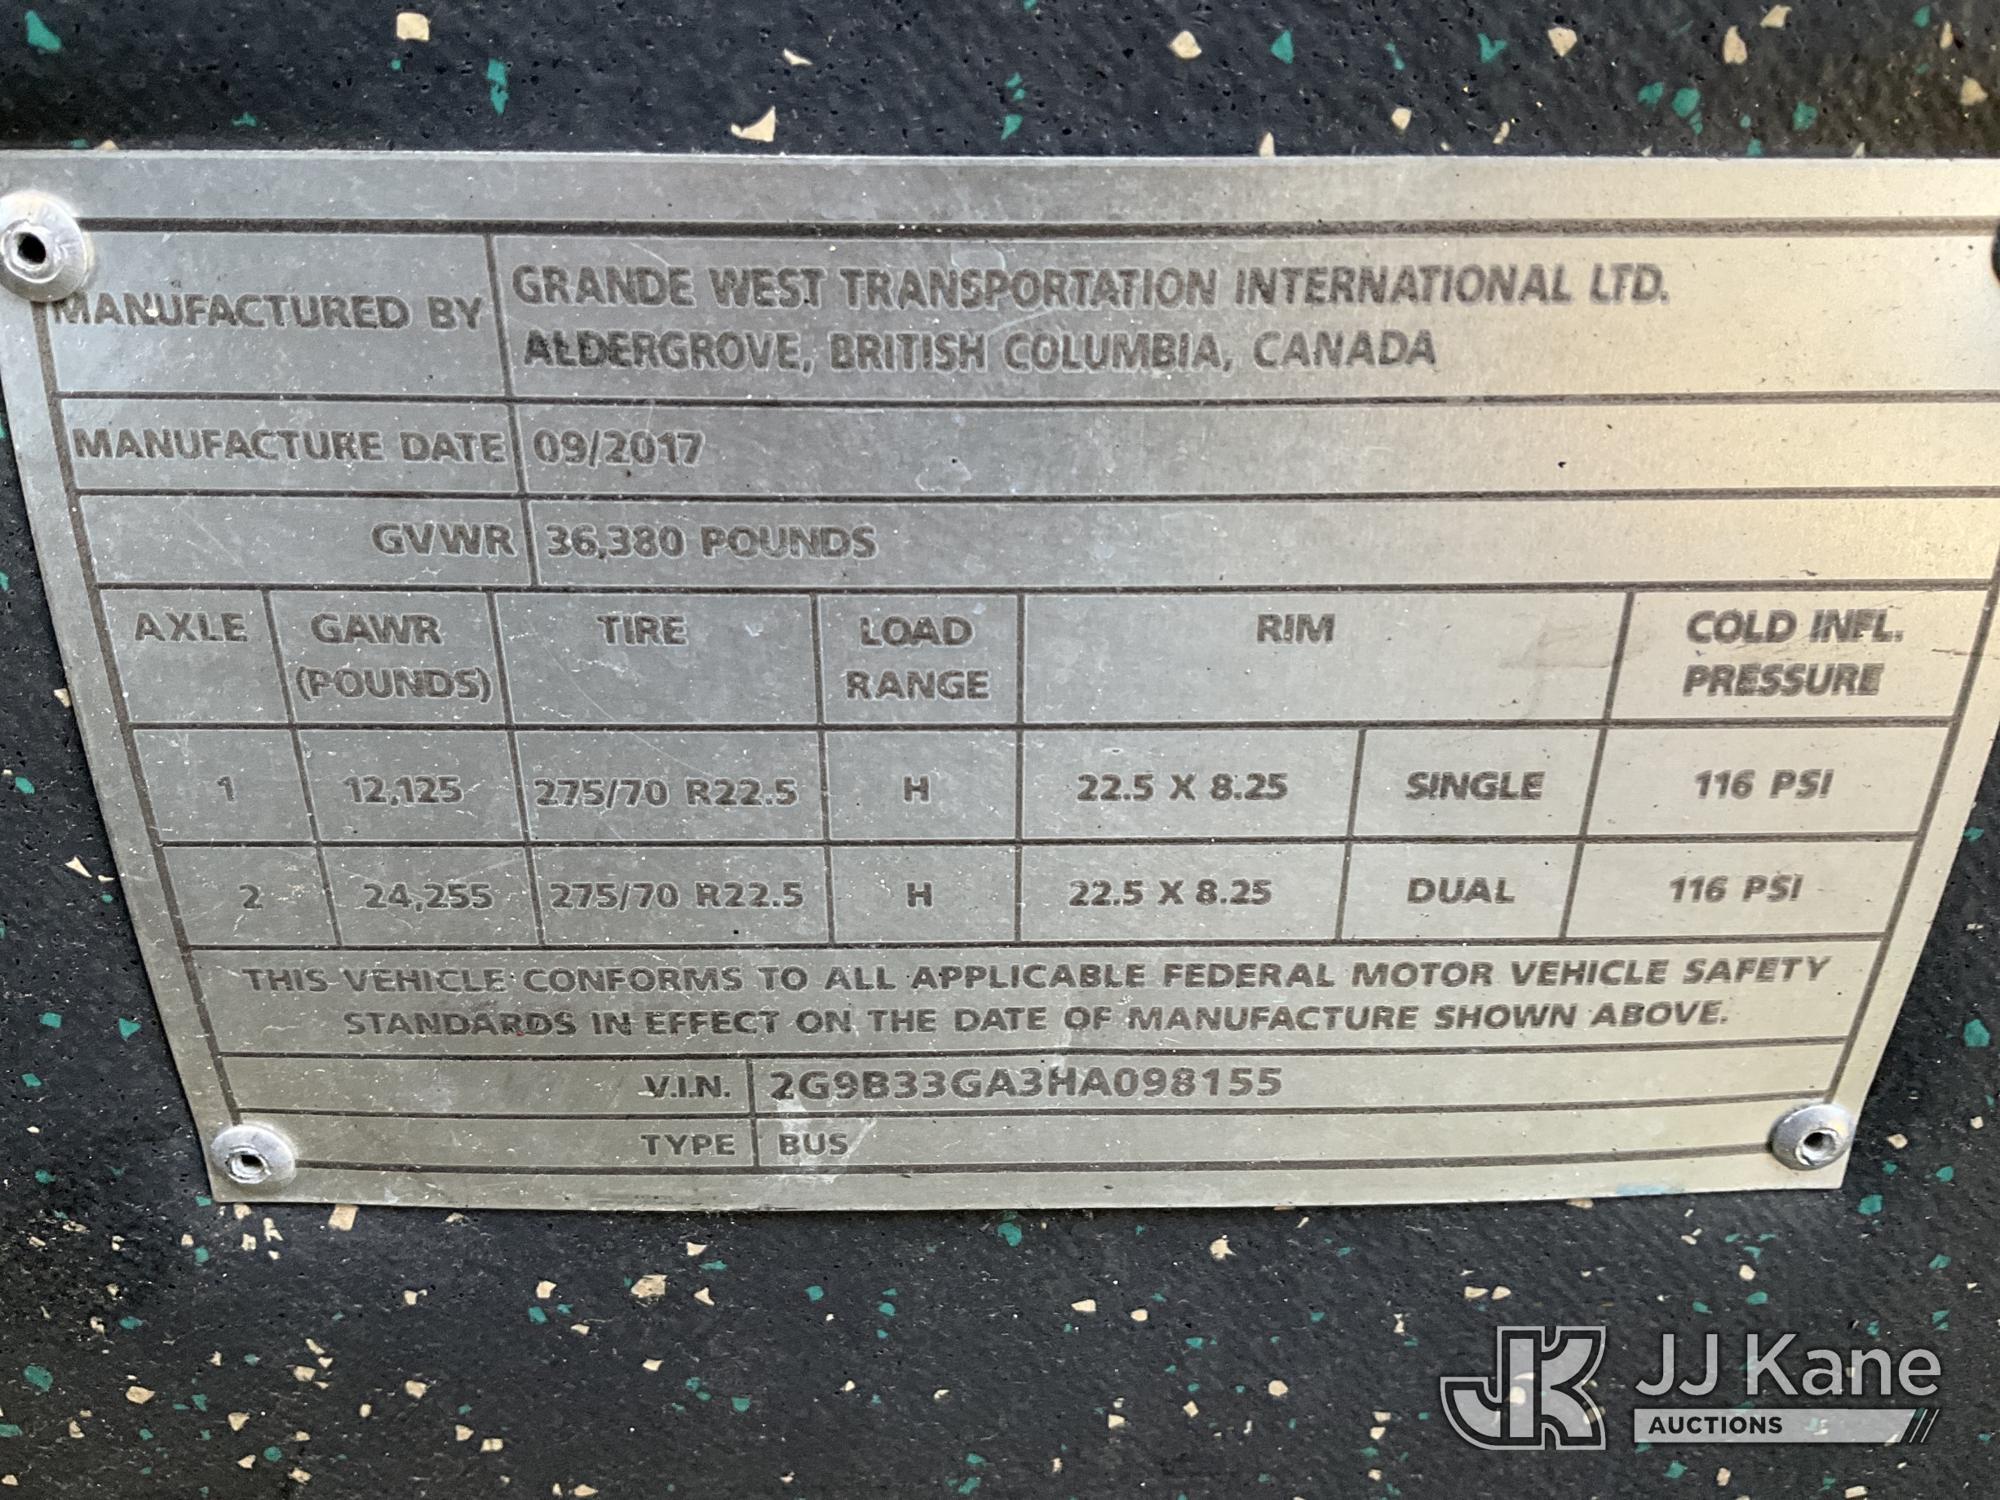 MANUFACTURED BY
GRANDE WEST TRANSPORTATION INTERNATIONAL LTD.
ALDERGROVE, BRITISH COLUMBIA, CANADA
MANUFACTURE DATE 09/2017
GVWR 36,380 POUNDS
AXLE GAWR (POUNDS) TIRE LOAD RANGE RIM COLD INFL. PRESSURE
1 12,125 275/70 R22.5 H 22.5 X 8.25 SINGLE 116 PSI
2 24,255 275/70 R22.5 H 22.5 X 8.25 DUAL 116 PSI
THIS VEHICLE CONFORMS TO ALL APPLICABLE FEDERAL MOTOR VEHICLE SAFETY
STANDARDS IN EFFECT ON THE DATE OF MANUFACTURE SHOWN ABOVE.
V.I.N. 2G9B33GA3HA098155
TYPE BUS
JK JJ Kane
AUCTIONS